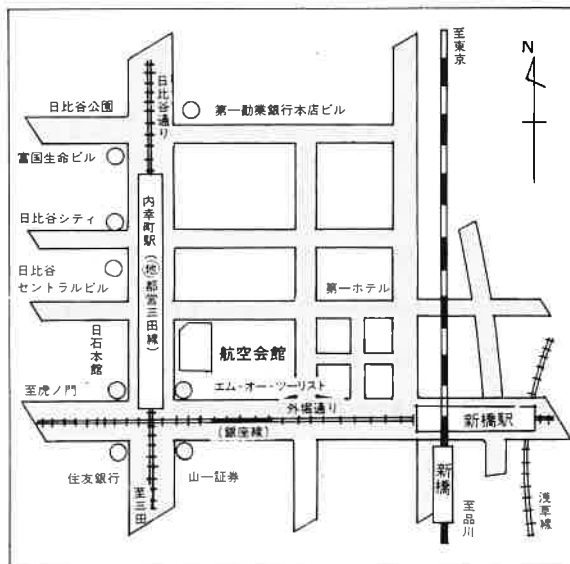 至東京
N
日比谷公園
日比谷通り
第一勧業銀行本店ビル
富国生命ビル
内幸町駅(地都営三田線)
日比谷シティ
日比谷
セントラルビル
第一ホテル
日石本館
航空会館
至虎ノ門
エム・オー・ツーリスト
外堀通り
(銀座線)
新橋駅
住友銀行
至三田
山一証券
新橋
至品川
浅草線